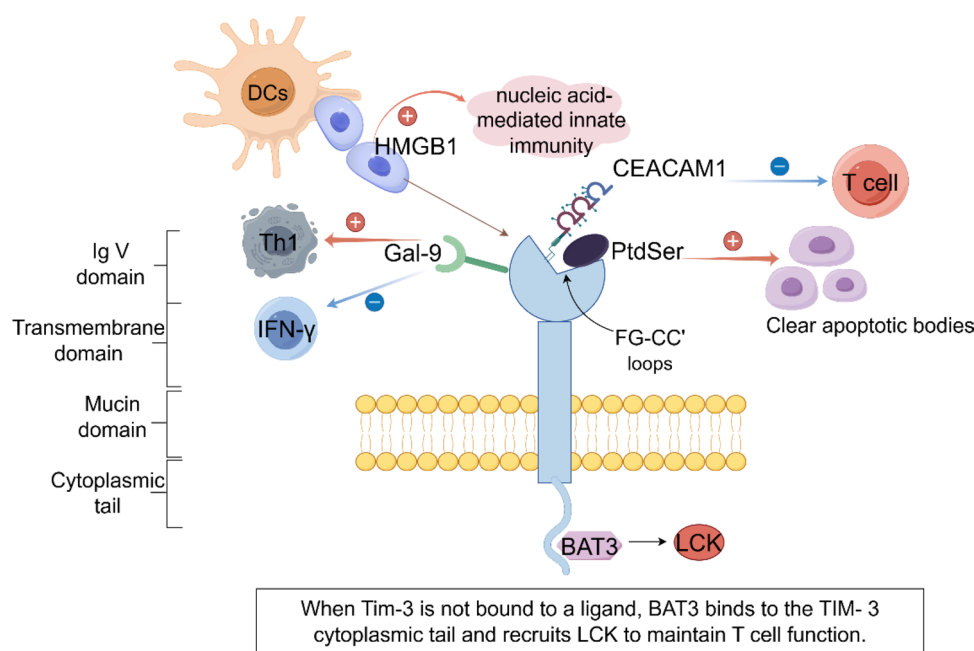 DCs
HMGB1
nucleic acid-
mediated innate
immunity
CEACAM1
T cell
Ig V
domain
Th1
Gal-9
PtdSer
IFN-γ
Clear apoptotic bodies
Transmembrane
domain
FG-CC'
loops
Mucin
domain
Cytoplasmic
tail
BAT3
LCK
When Tim-3 is not bound to a ligand, BAT3 binds to the TIM- 3
cytoplasmic tail and recruits LCK to maintain T cell function.